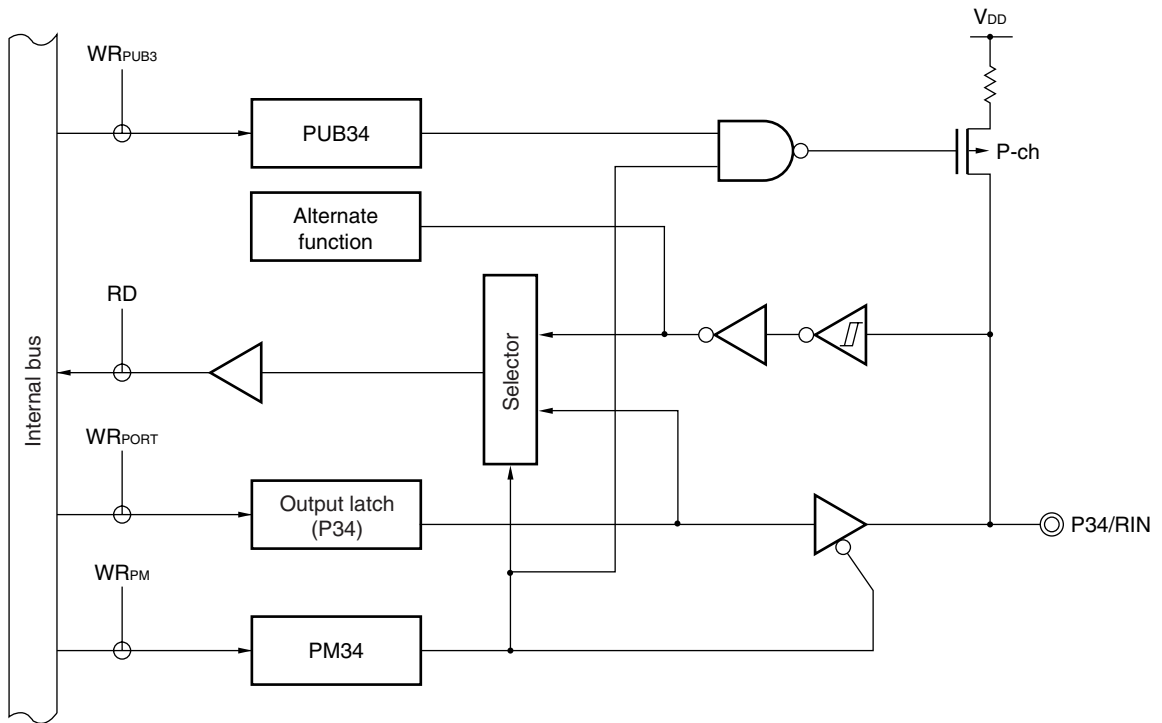 VDD
WRPUB3
PUB34
P-ch
Alternate
function
RD
Selector
Internal bus
WRPORT
Output latch
(P34)
P34/RIN
WRPM
PM34